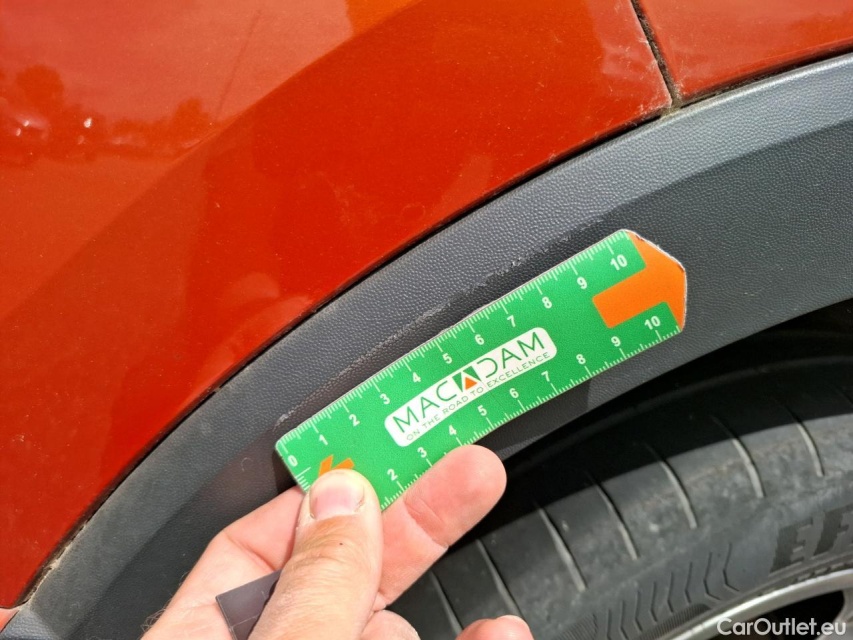 10
0 1 2 3 4 5 6 7 8 9
MACADAM
ON THE ROAD TO EXCELLENCE
2 3 4 5 6 7 8 9 10
CarOutlet.eu